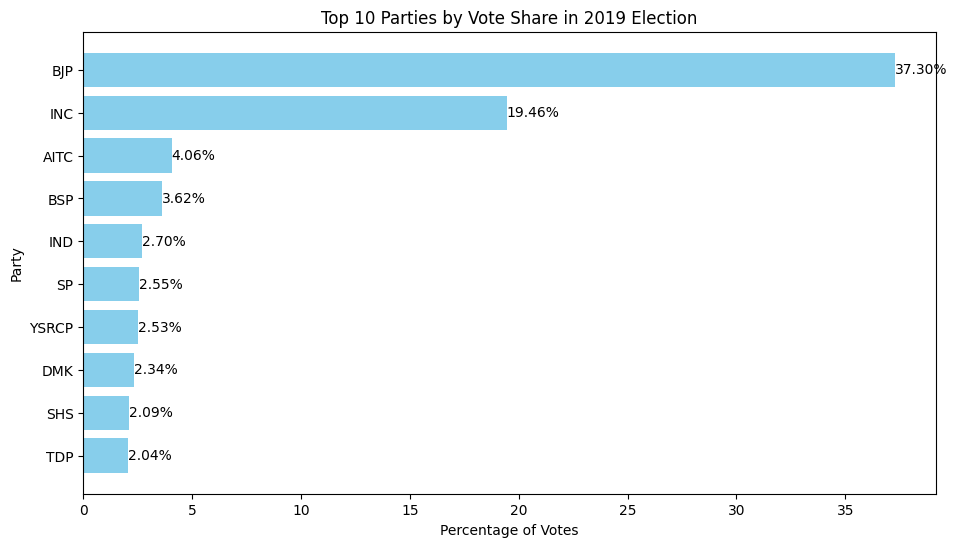 Top 10 Parties by Vote Share in 2019 Election
Party
BJP 37.30%
INC 19.46%
AITC 4.06%
BSP 3.62%
IND 2.70%
SP 2.55%
YSRCP 2.53%
DMK 2.34%
SHS 2.09%
TDP 2.04%
0 5 10 15 20 25 30 35
Percentage of Votes